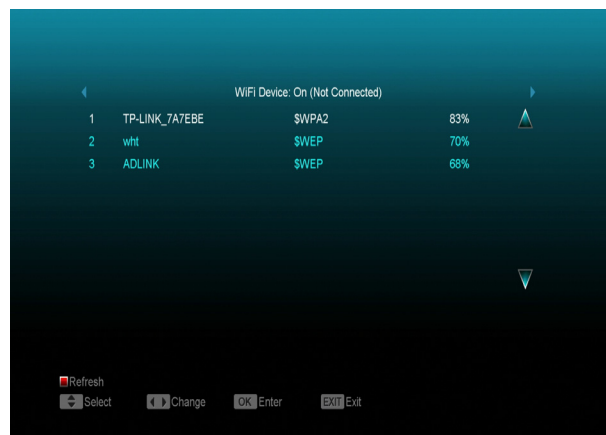 WiFi Device: On (Not Connected)
1 TP-LINK_7A7EBE $WPA2 83%
2 wht $WEP 70%
3 ADLINK $WEP 68%
Refresh
Select Change OK Enter EXIT Exit